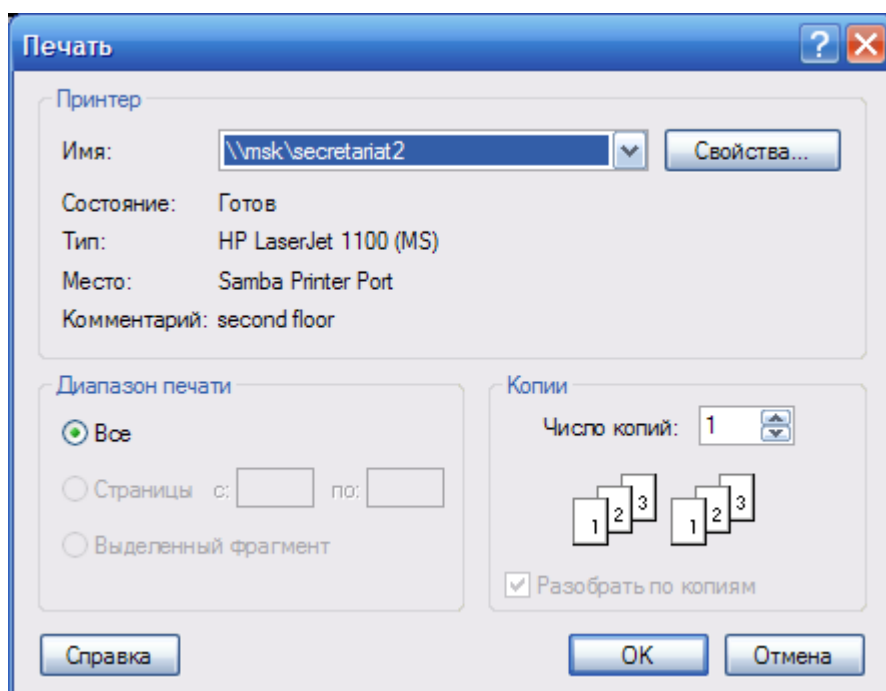 Печать
Принтер
Имя: \\msk\secretariat2 Свойства...
Состояние: Готов
Тип: HP LaserJet 1100 (MS)
Место: Samba Printer Port
Комментарий: second floor
Диапазон печати
Все
Страницы с: по:
Выделенный фрагмент
Копии
Число копий: 1
1 2 3 1 2 3
Разобрать по копиям
Справка OK Отмена